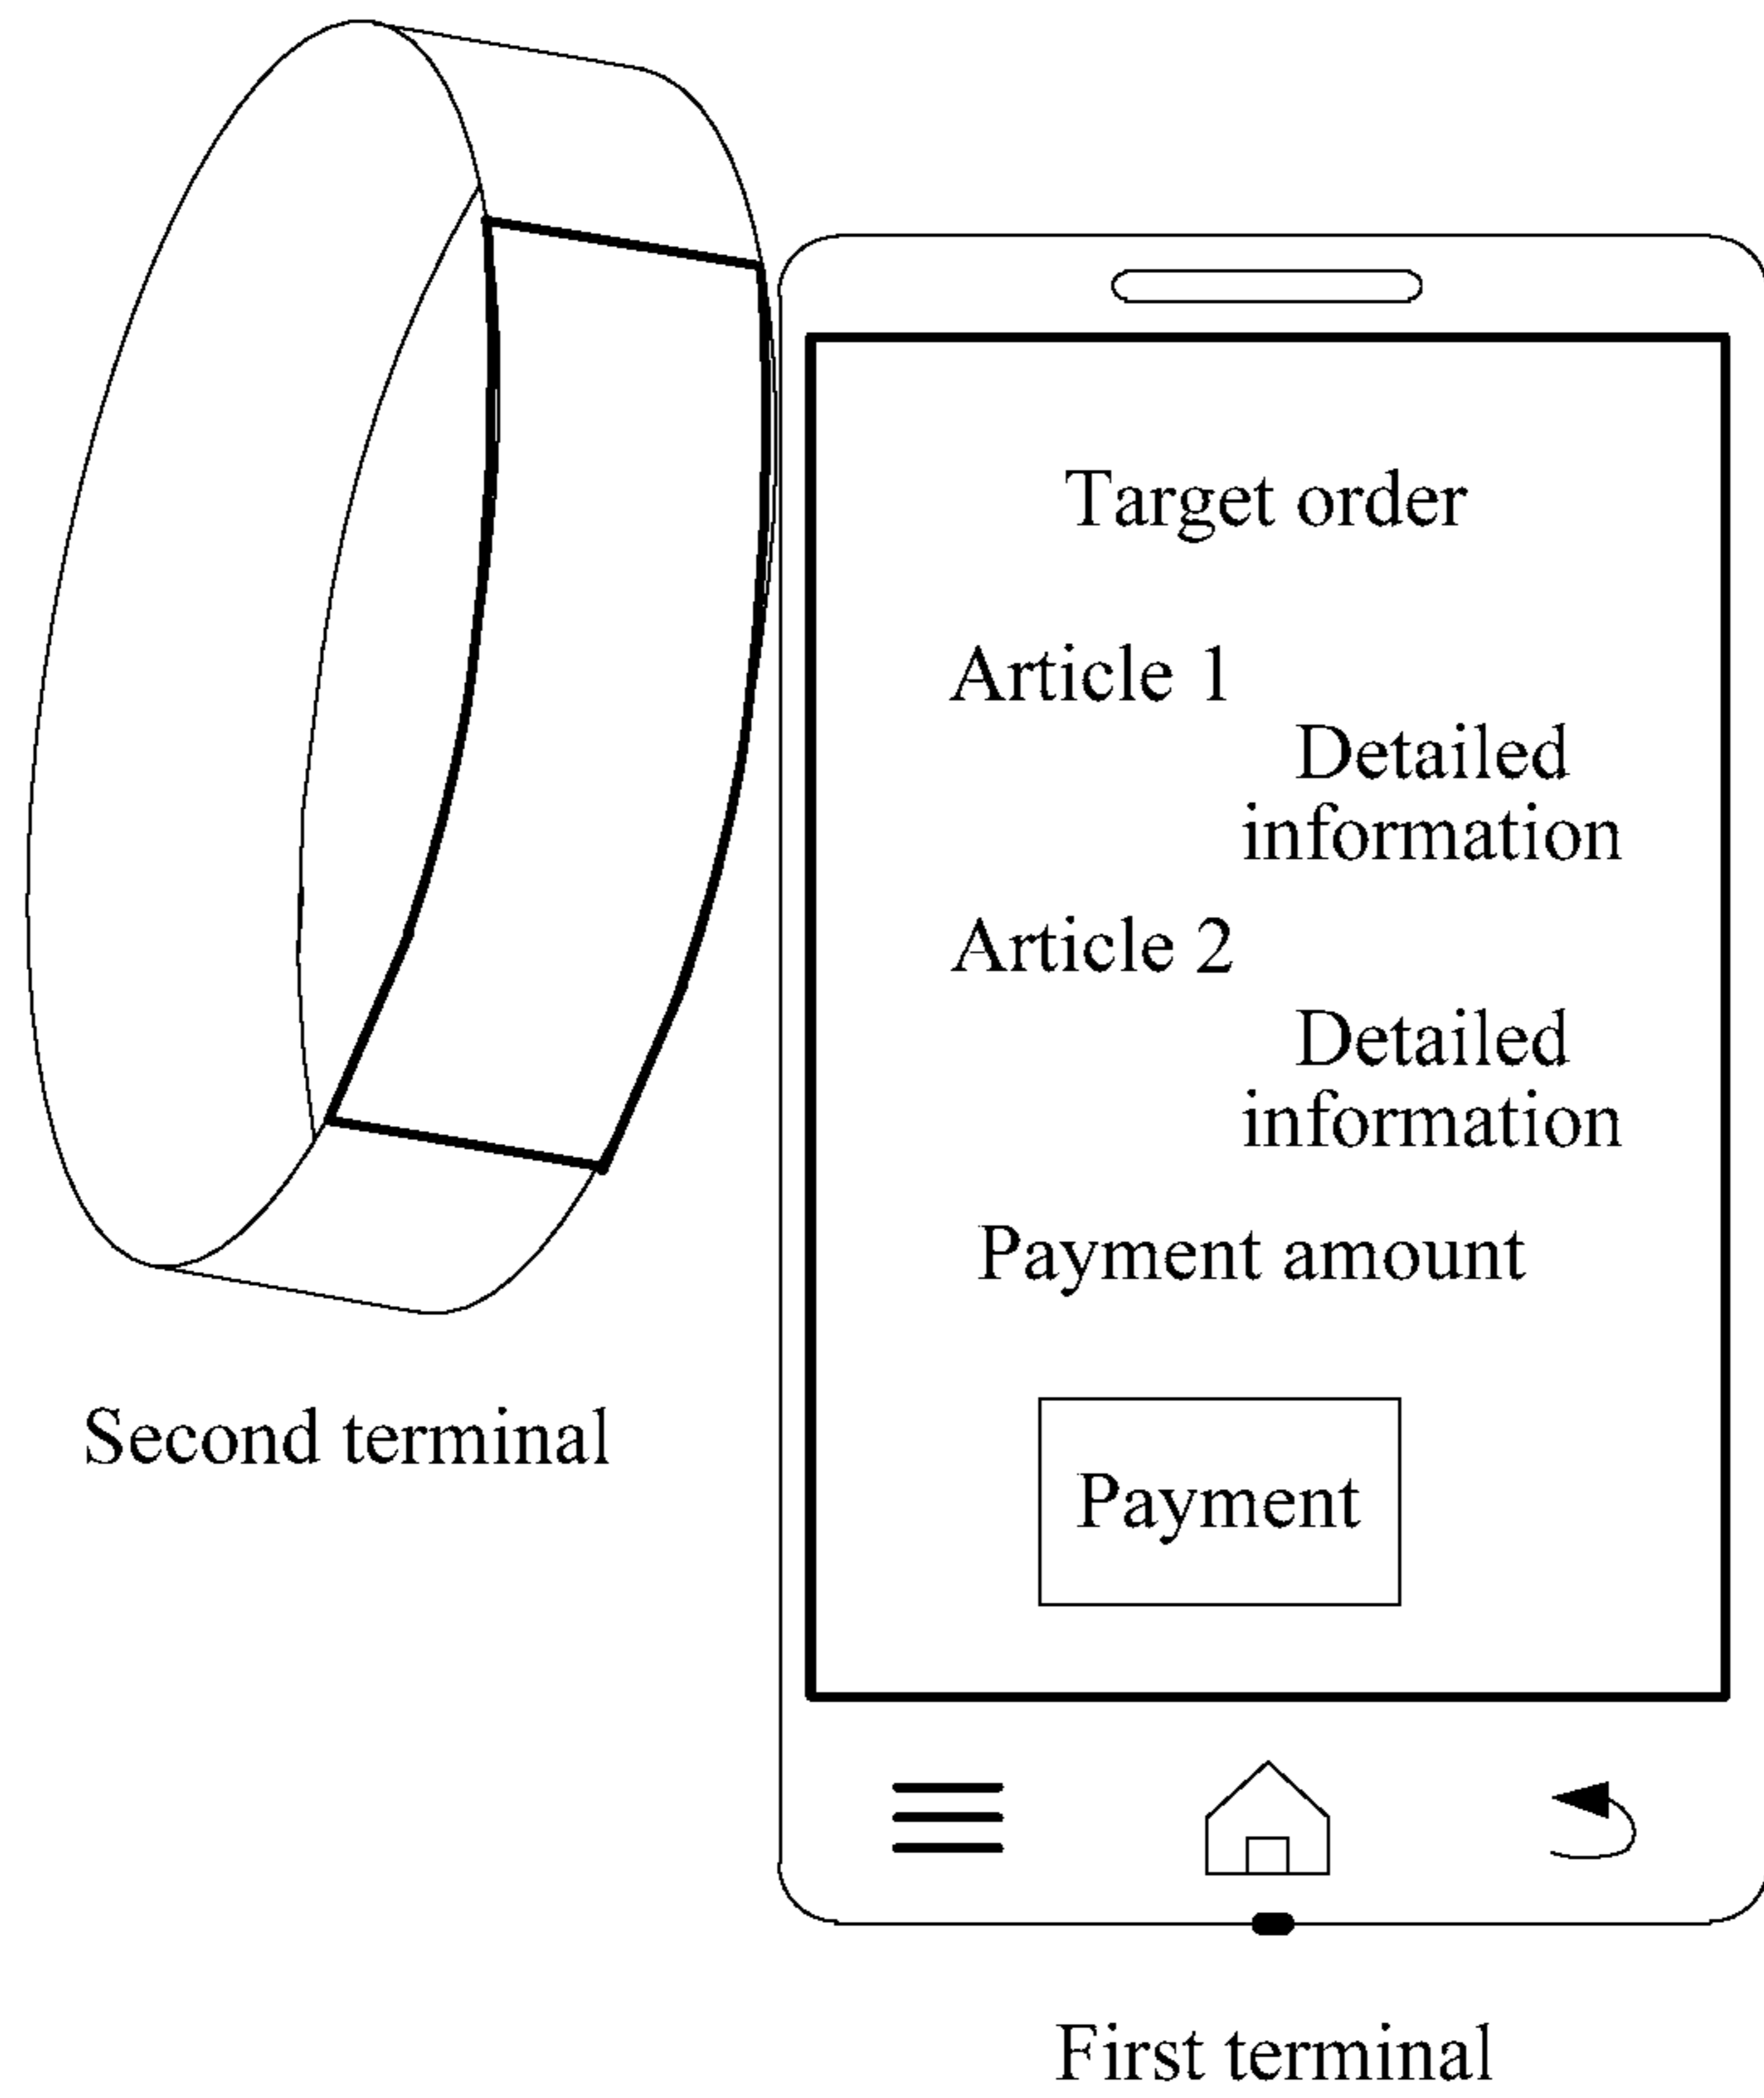 Target order
Article 1
Detailed
information
Article 2
Detailed
information
Payment amount
Payment
Second terminal
First terminal